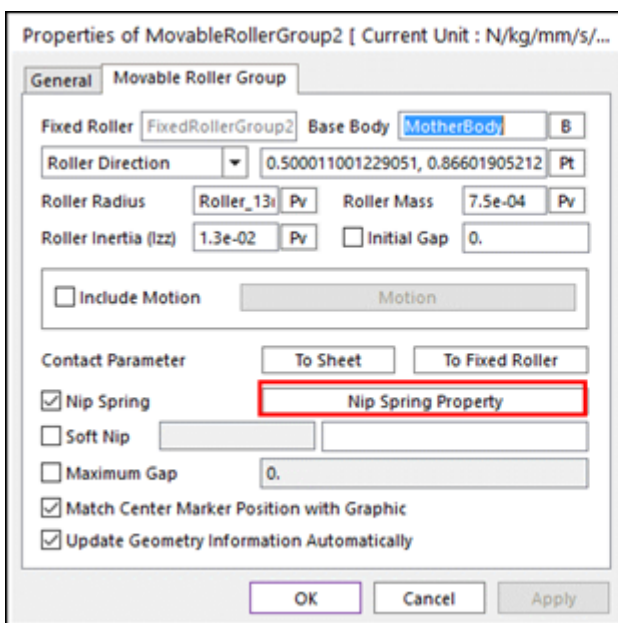 Properties of MovableRollerGroup2 [ Current Unit : N/kg/mm/s/...
General Movable Roller Group
Fixed Roller FixedRollerGroup2 Base Body MotherBody B
Roller Direction 0.500011001229051, 0.86601905212 Pt
Roller Radius Roller_13 Pv Roller Mass 7.5e-04 Pv
Roller Inertia (Izz) 1.3e-02 Pv Initial Gap 0.
Include Motion Motion
Contact Parameter To Sheet To Fixed Roller
Nip Spring Nip Spring Property
Soft Nip
Maximum Gap 0.
Match Center Marker Position with Graphic
Update Geometry Information Automatically
OK Cancel Apply